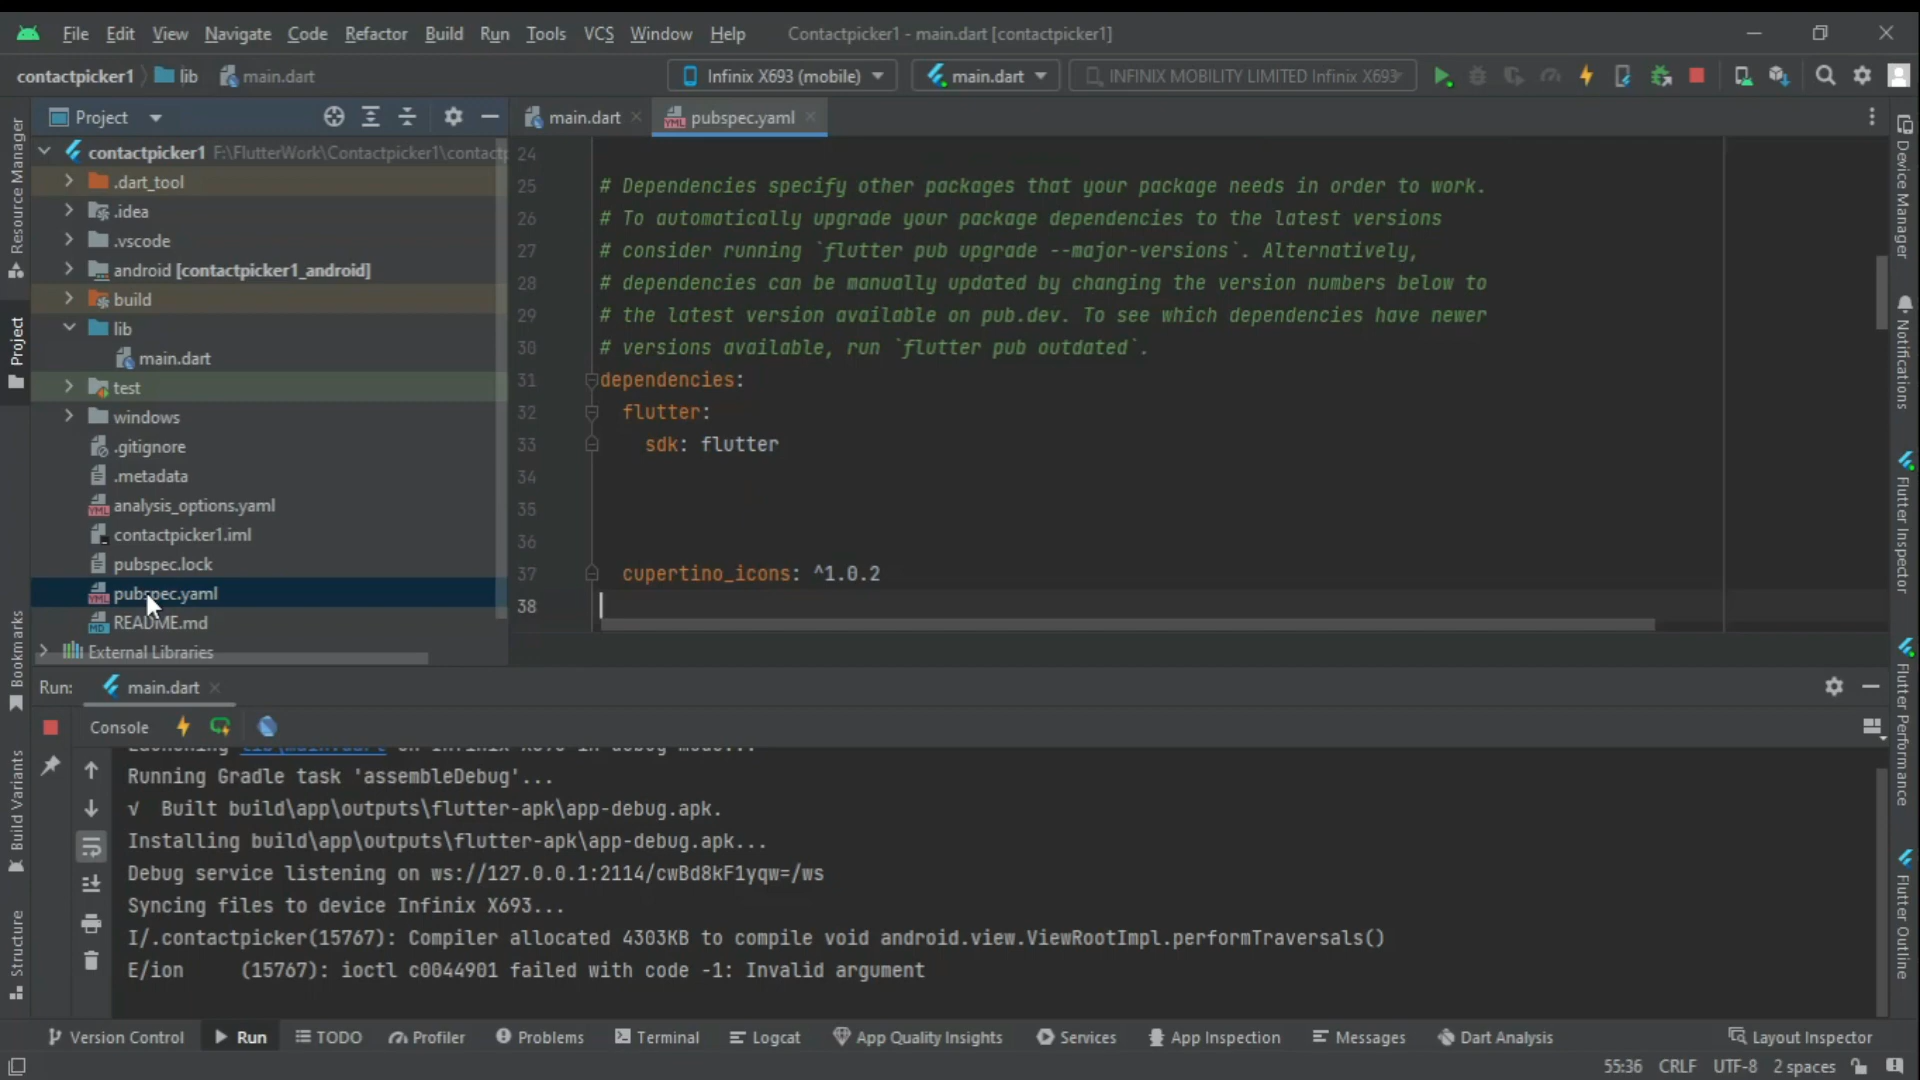 File Edit View Navigate Code Refactor Build Run Tools VCS Window Help Contactpicker1 - main.dart [contactpicker1]
contactpicker1 lib main.dart Infinix X693 (mobile) main.dart INFINIX MOBILITY LIMITED Infinix X693
Project main.dart pubspec.yaml
contactpicker1 F:\FlutterWork\Contactpicker1\contactp
.dart_tool
.idea
.vscode
android [contactpicker1_android]
build
lib
main.dart
test
windows
.gitignore
.metadata
analysis_options.yaml
contactpicker1.iml
pubspec.lock
pubspec.yaml
README.md
External Libraries
24
25 # Dependencies specify other packages that your package needs in order to work.
26 # To automatically upgrade your package dependencies to the latest versions
27 # consider running `flutter pub upgrade --major-versions`. Alternatively,
28 # dependencies can be manually updated by changing the version numbers below to
29 # the latest version available on pub.dev. To see which dependencies have newer
30 # versions available, run `flutter pub outdated`.
31 dependencies:
32 flutter:
33 sdk: flutter
34
35
36
37 cupertino_icons: ^1.0.2
38
Resource Manager
Project
Bookmarks
Build Variants
Structure
Device Manager
Notifications
Flutter Inspector
Flutter Performance
Flutter Outline
Run: main.dart
Console
Launching lib\main.dart on Infinix X693 in debug mode...
Running Gradle task 'assembleDebug'...
√ Built build\app\outputs\flutter-apk\app-debug.apk.
Installing build\app\outputs\flutter-apk\app-debug.apk...
Debug service listening on ws://127.0.0.1:2114/cwBd8kF1yqw=/ws
Syncing files to device Infinix X693...
I/.contactpicker(15767): Compiler allocated 4303KB to compile void android.view.ViewRootImpl.performTraversals()
E/ion (15767): ioctl c0044901 failed with code -1: Invalid argument
Version Control Run TODO Profiler Problems Terminal Logcat App Quality Insights Services App Inspection Messages Dart Analysis Layout Inspector
55:36 CRLF UTF-8 2 spaces